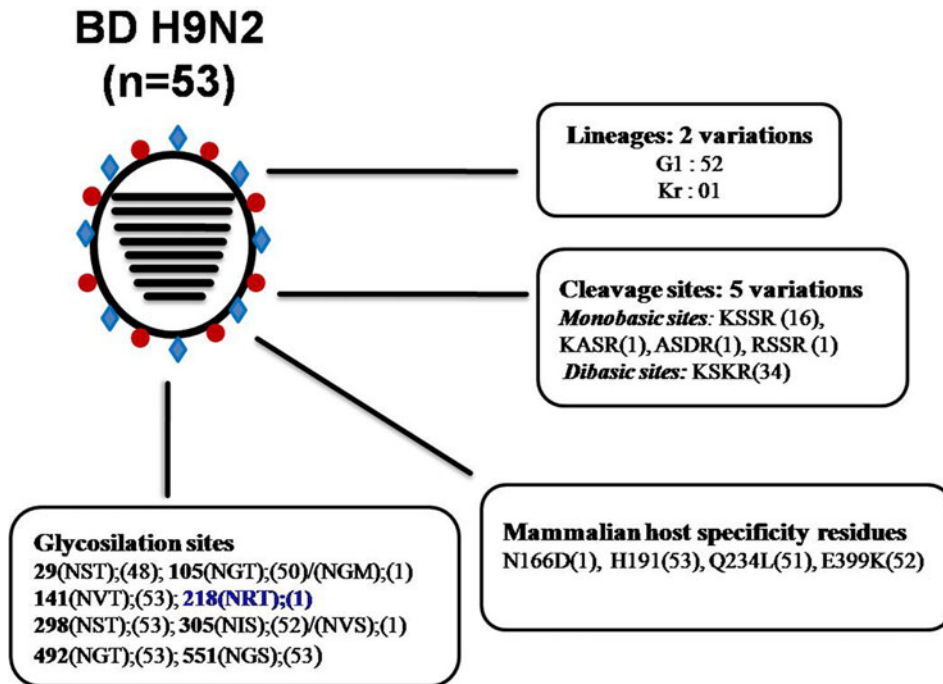 BD H9N2
(n=53)
Lineages: 2 variations
G1 : 52
Kr : 01
Cleavage sites: 5 variations
Monobasic sites: KSSR (16),
KASR(1), ASDR(1), RSSR (1)
Dibasic sites: KSKR(34)
Mammalian host specificity residues
N166D(1), H191(53), Q234L(51), E399K(52)
Glycosilation sites
29(NST);(48); 105(NGT);(50)/(NGM);(1)
141(NVT);(53); 218(NRT);(1)
298(NST);(53); 305(NIS);(52)/(NVS);(1)
492(NGT);(53); 551(NGS);(53)